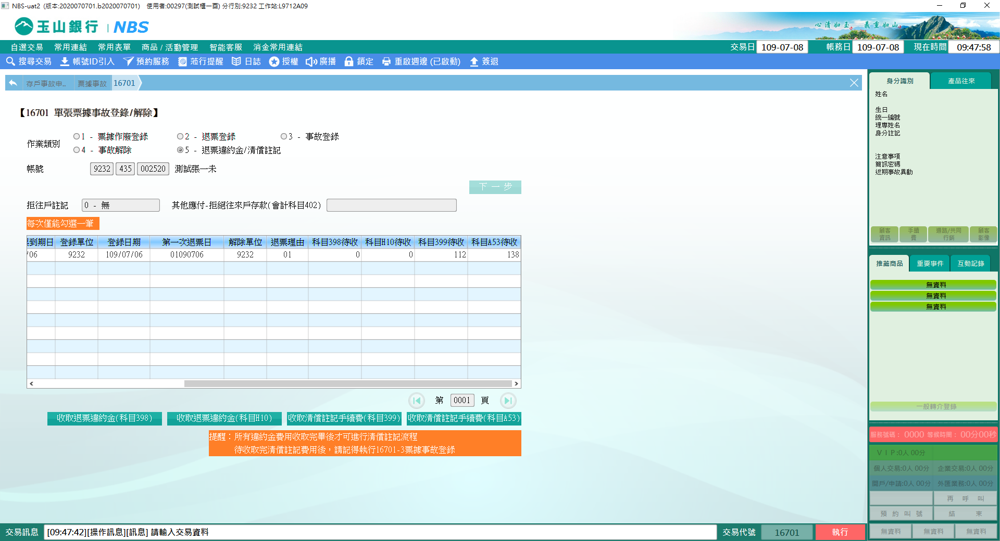 NBS-uat2 (版本:2020070701.b2020070701) 使用者:00297(測試櫃一酉) 分行別:9232 工作站:L9712A09
玉山銀行 | NBS
心清如玉。 義重如山。
自選交易 常用連結 常用表單 商品 / 活動管理 智能客服 消金常用連結 交易日 109-07-08 帳務日 109-07-08 現在時間 09:47:58
搜尋交易 帳號ID引入 預約服務 蒞行提醒 日誌 授權 廣播 鎖定 重啟週邊 (已啟動) 簽退
存戶事故申.. 票據事故 16701
【16701 單張票據事故登錄/解除】
作業類別
1 - 票據作廢登錄 2 - 退票登錄 3 - 事故登錄
4 - 事故解除 5 - 退票違約金/清償註記
帳號 9232 435 002520 測試張一未
下一步
拒往戶註記 0 - 無 其他應付-拒絕往來戶存款(會計科目402)
每次僅能勾選一筆
到期日 登錄單位 登錄日期 第一次退票日 解除單位 退票理由 科目398待收 科目H10待收 科目399待收 科目A53待收
/06 9232 109/07/06 01090706 9232 01 0 0 112 138
第 0001 頁
收取退票違約金(科目398) 收取退票違約金(科目H10) 收取清償註記手續費(科目399) 收取清償註記手續費(科目A53)
提醒：所有違約金費用收取完畢後才可進行清償註記流程
待收取完清償註記費用後，請記得執行16701-3票據事故登錄
交易訊息 [09:47:42][操作訊息][訊息] 請輸入交易資料 交易代號 16701 執行
身分識別 產品往來
姓名
生日
統一編號
理專姓名
身分註記
注意事項
簡訊密碼
近期事故異動
顧客資訊 手續費 通路/共同行銷 顧客影像
推薦商品 重要事件 互動記錄
無資料
無資料
無資料
一般轉介登錄
服務號碼： 0000 等候時間： 00分00秒
ＶＩＰ:0人 00分
個人交易:0人 00分 企業交易:0人 00分
開戶/申請:0人 00分 外匯業務:0人 00分
再 呼 叫
預 約 叫 號 結 束
無資料 無資料 無資料